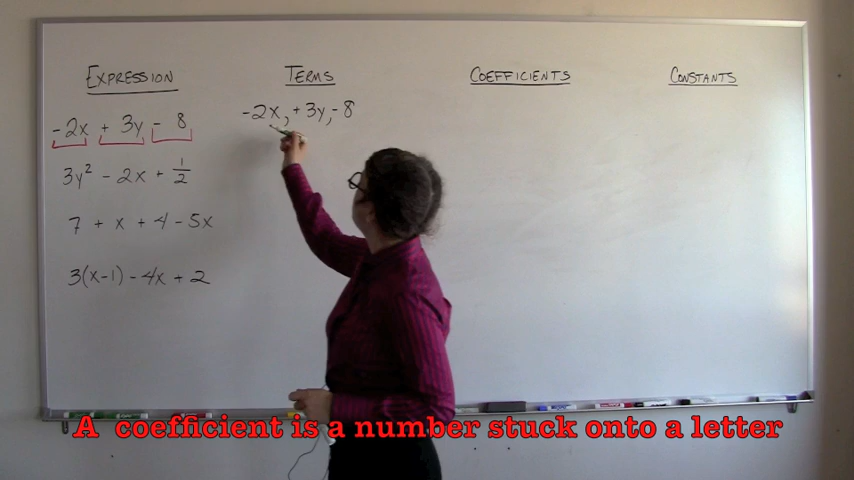 EXPRESSION TERMS COEFFICIENTS CONSTANTS
-2x + 3y - 8 -2x, +3y, -8
3y² - 2x + 1/2
7 + x + 4 - 5x
3(x-1) - 4x + 2
A coefficient is a number stuck onto a letter